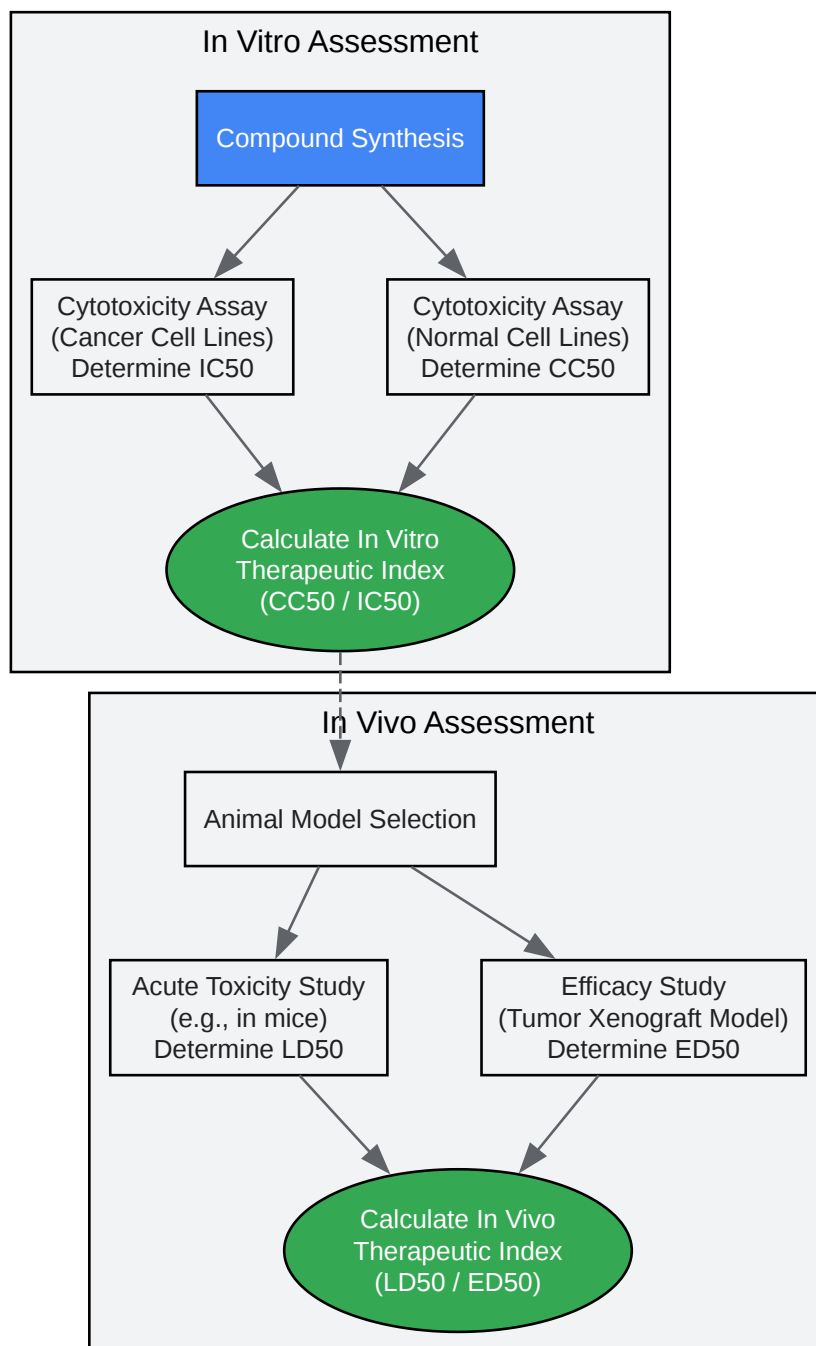 In Vitro Assessment
Compound Synthesis
Cytotoxicity Assay
(Cancer Cell Lines)
Determine IC50
Cytotoxicity Assay
(Normal Cell Lines)
Determine CC50
Calculate In Vitro
Therapeutic Index
(CC50 / IC50)
In Vivo Assessment
Animal Model Selection
Acute Toxicity Study
(e.g., in mice)
Determine LD50
Efficacy Study
(Tumor Xenograft Model)
Determine ED50
Calculate In Vivo
Therapeutic Index
(LD50 / ED50)